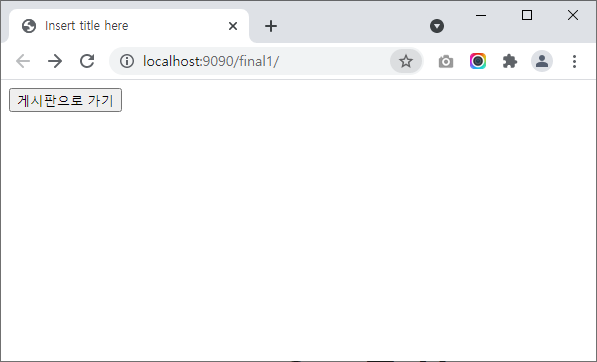 Insert title here
localhost:9090/final1/
게시판으로 가기